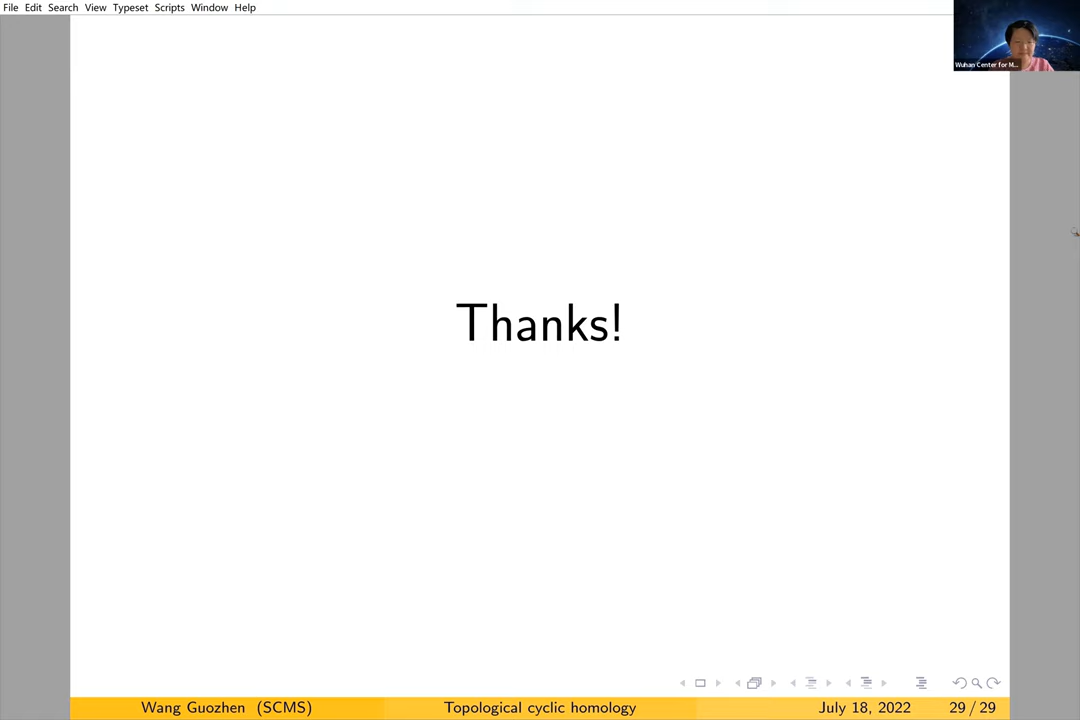 File Edit Search View Typeset Scripts Window Help
Wuhan Center for M...
Thanks!
Wang Guozhen (SCMS) Topological cyclic homology July 18, 2022 29 / 29